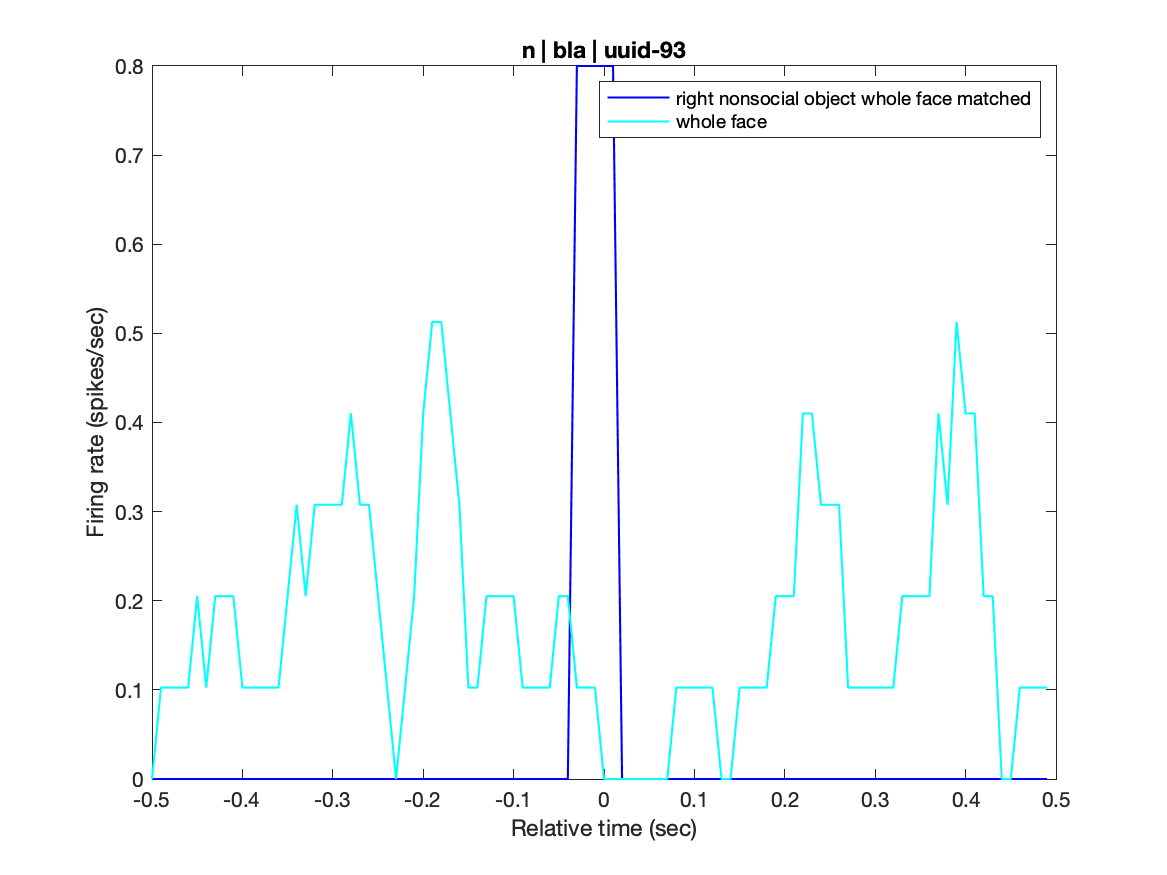 n | bla | uuid-93
right nonsocial object whole face matched
whole face
Firing rate (spikes/sec)
0.8
0.7
0.6
0.5
0.4
0.3
0.2
0.1
0
-0.5 -0.4 -0.3 -0.2 -0.1 0 0.1 0.2 0.3 0.4 0.5
Relative time (sec)